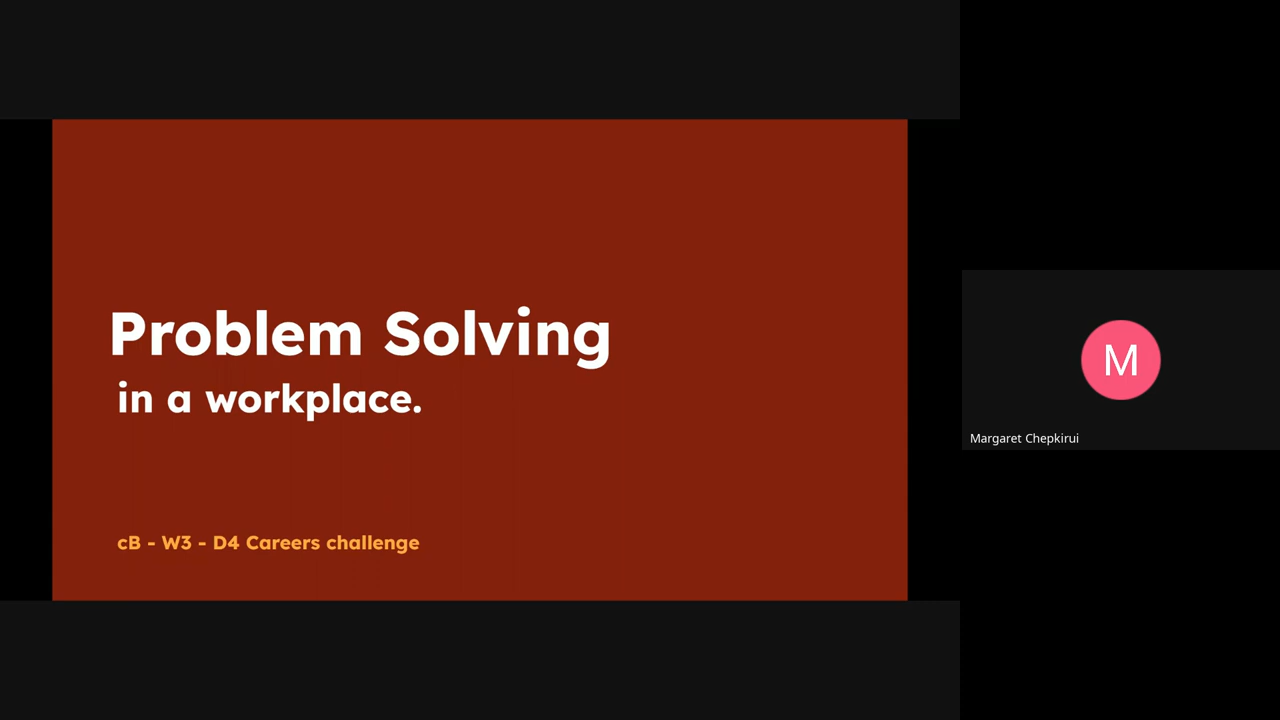 Problem Solving
in a workplace.
cB - W3 - D4 Careers challenge
M
Margaret Chepkirui